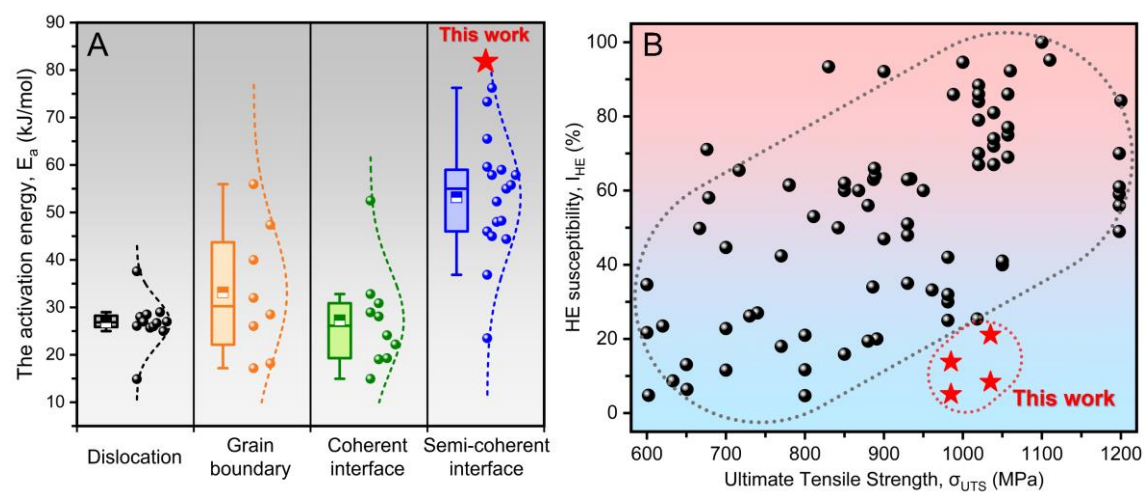 A
This work
The activation energy, Eₐ (kJ/mol)
90
80
70
60
50
40
30
20
10
Dislocation
Grain
boundary
Coherent
interface
Semi-coherent
interface
B
HE susceptibility, I_HE (%)
100
80
60
40
20
0
This work
600 700 800 900 1000 1100 1200
Ultimate Tensile Strength, σ_UTS (MPa)